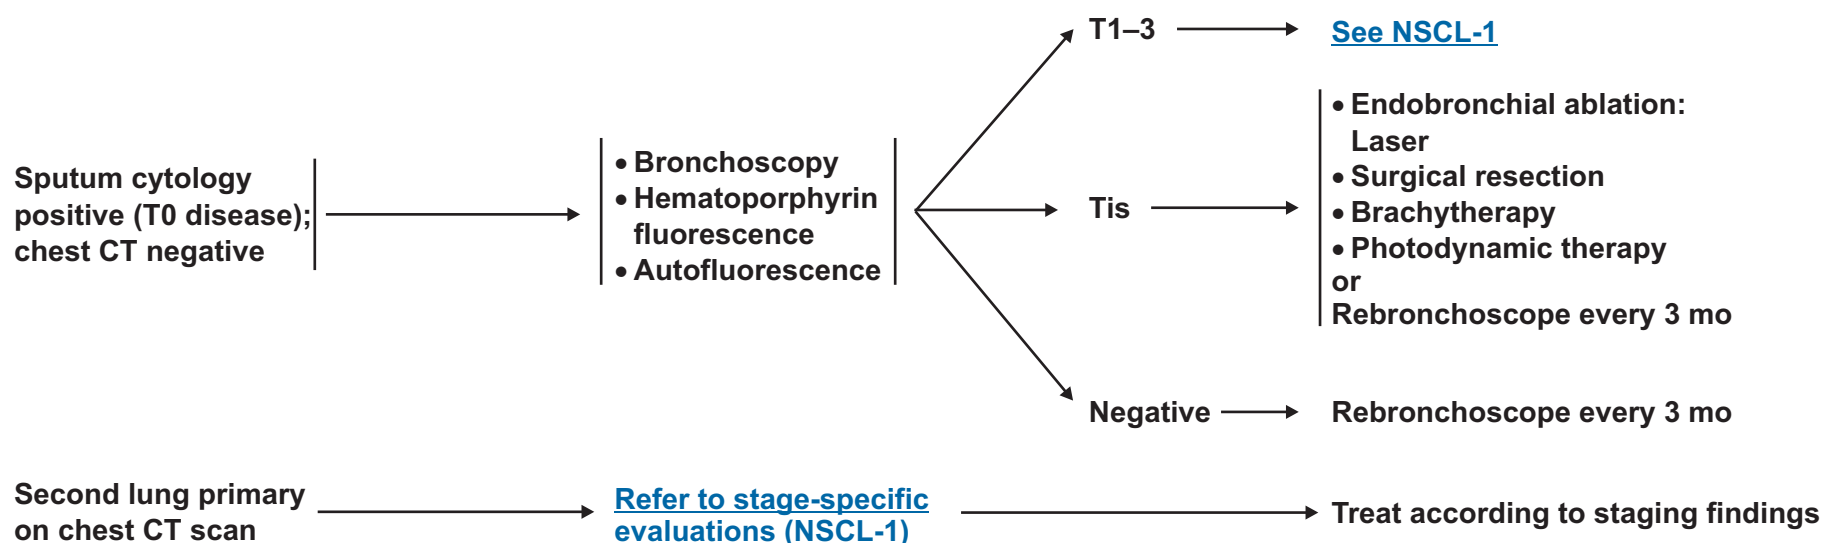 Sputum cytology
positive (T0 disease);
chest CT negative
• Bronchoscopy
• Hematoporphyrin
fluorescence
• Autofluorescence
T1–3
See NSCL-1
Tis
• Endobronchial ablation:
Laser
• Surgical resection
• Brachytherapy
• Photodynamic therapy
or
Rebronchoscope every 3 mo
Negative
Rebronchoscope every 3 mo
Second lung primary
on chest CT scan
Refer to stage-specific
evaluations (NSCL-1)
Treat according to staging findings